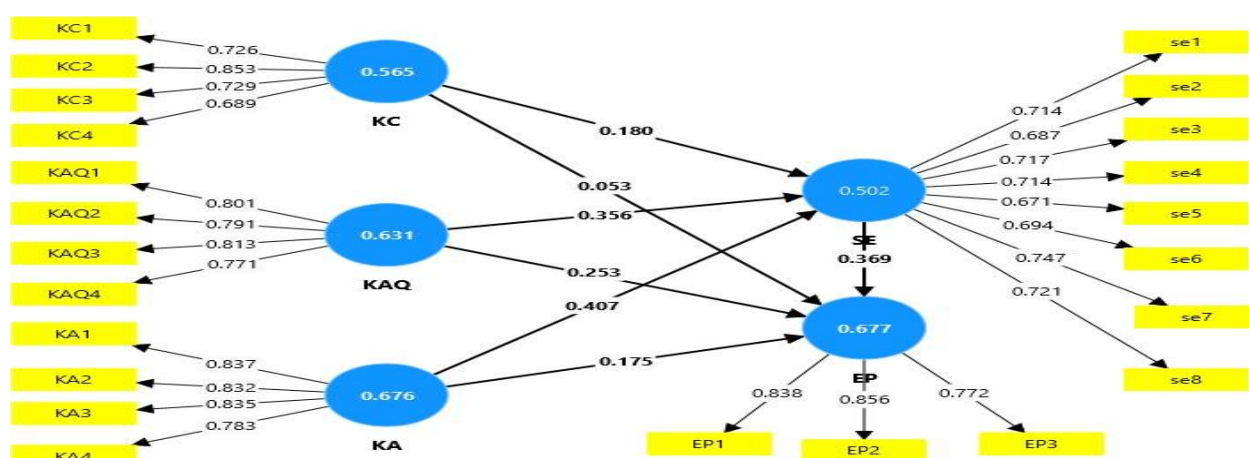 KC1
KC2
KC3
KC4
0.726
0.853
0.729
0.689
0.565
KC
KAQ1
KAQ2
KAQ3
KAQ4
0.801
0.791
0.813
0.771
0.631
KAQ
KA1
KA2
KA3
KA4
0.837
0.832
0.835
0.783
0.676
KA
0.180
0.053
0.356
0.253
0.407
0.175
0.502
SE
0.369
0.677
EP
0.714
0.687
0.717
0.714
0.671
0.694
0.747
0.721
se1
se2
se3
se4
se5
se6
se7
se8
0.838
0.856
0.772
EP1
EP2
EP3